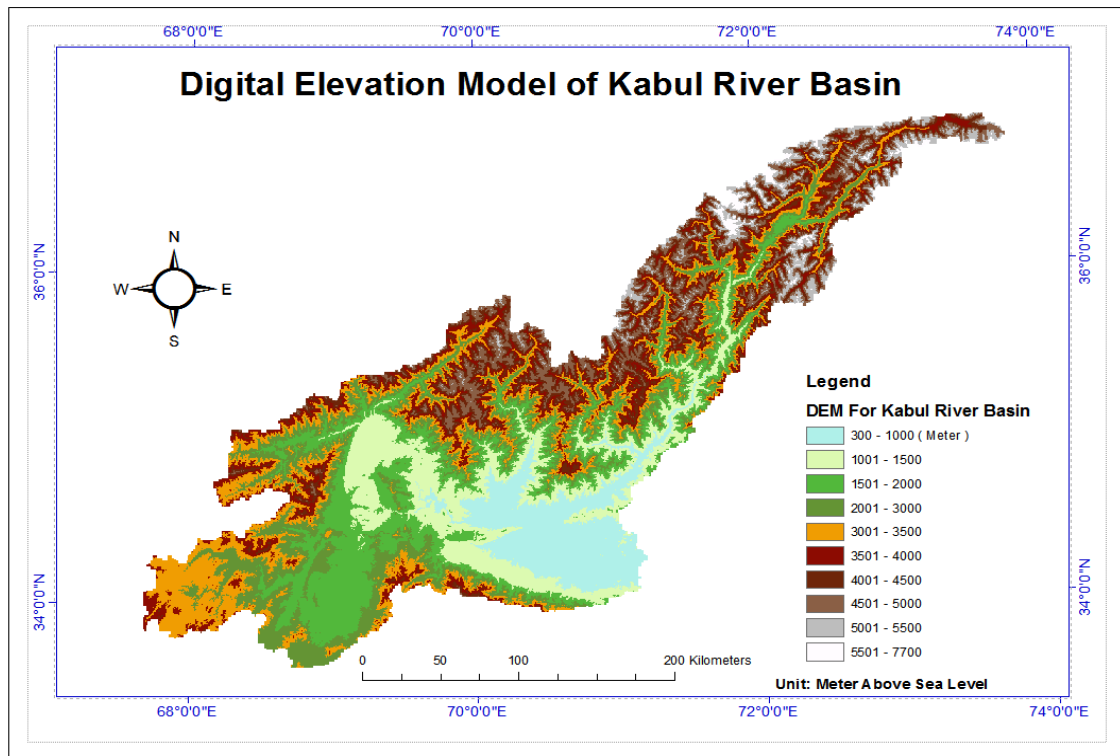 68°0'0"E 70°0'0"E 72°0'0"E 74°0'0"E
Digital Elevation Model of Kabul River Basin
36°0'0"N
36°0'0"N
N
W E
S
Legend
DEM For Kabul River Basin
300 - 1000 ( Meter )
1001 - 1500
1501 - 2000
2001 - 3000
3001 - 3500
3501 - 4000
4001 - 4500
4501 - 5000
5001 - 5500
5501 - 7700
34°0'0"N
34°0'0"N
0 50 100 200 Kilometers
Unit: Meter Above Sea Level
68°0'0"E 70°0'0"E 72°0'0"E 74°0'0"E